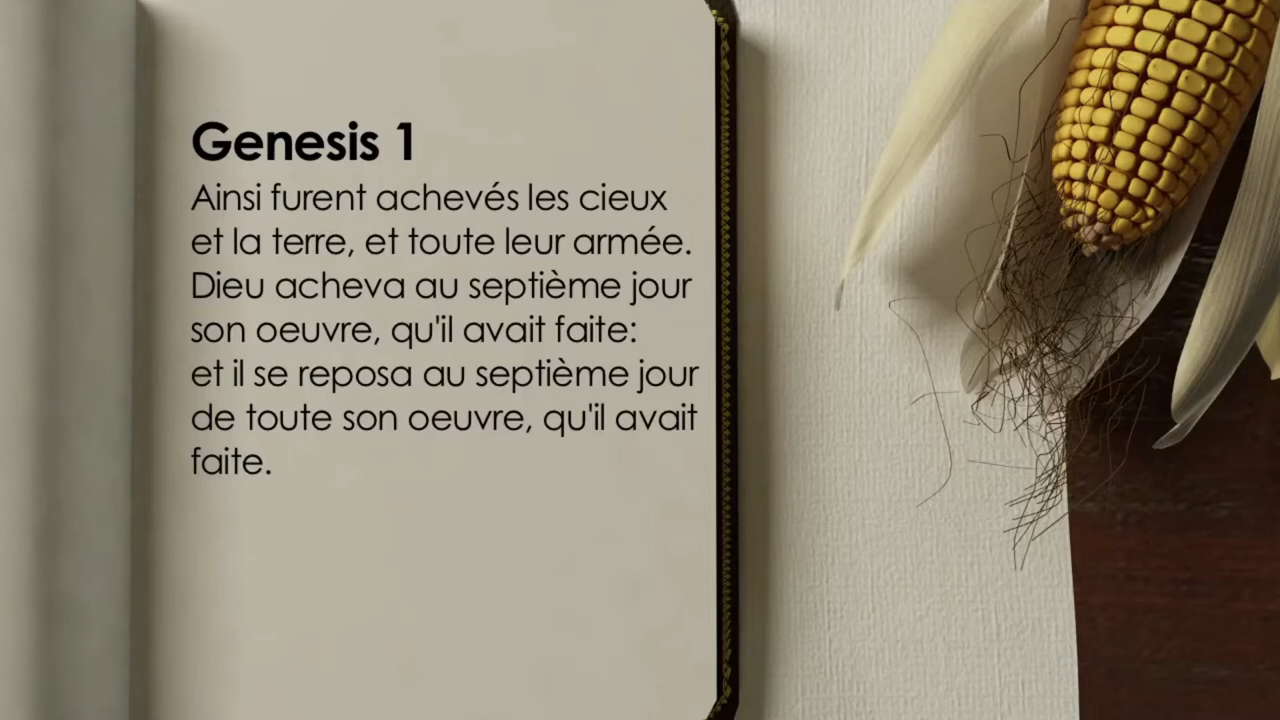 Genesis 1
Ainsi furent achevés les cieux
et la terre, et toute leur armée.
Dieu acheva au septième jour
son oeuvre, qu'il avait faite:
et il se reposa au septième jour
de toute son oeuvre, qu'il avait
faite.